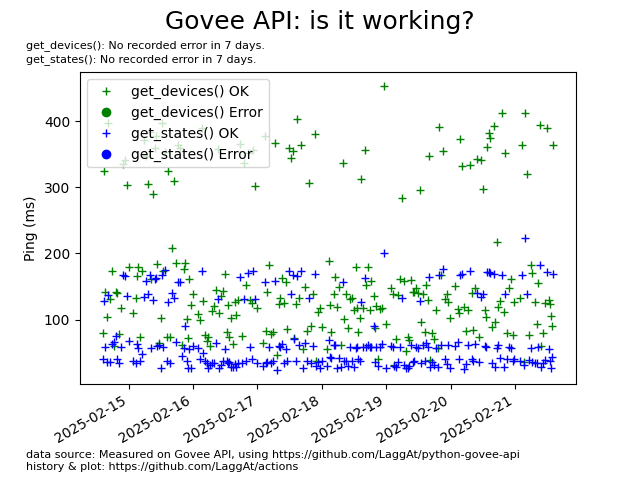 Govee API: is it working?
get_devices(): No recorded error in 7 days.
get_states(): No recorded error in 7 days.
get_devices() OK
get_devices() Error
get_states() OK
get_states() Error
Ping (ms)
400
300
200
100
2025-02-15
2025-02-16
2025-02-17
2025-02-18
2025-02-19
2025-02-20
2025-02-21
data source: Measured on Govee API, using https://github.com/LaggAt/python-govee-api
history & plot: https://github.com/LaggAt/actions